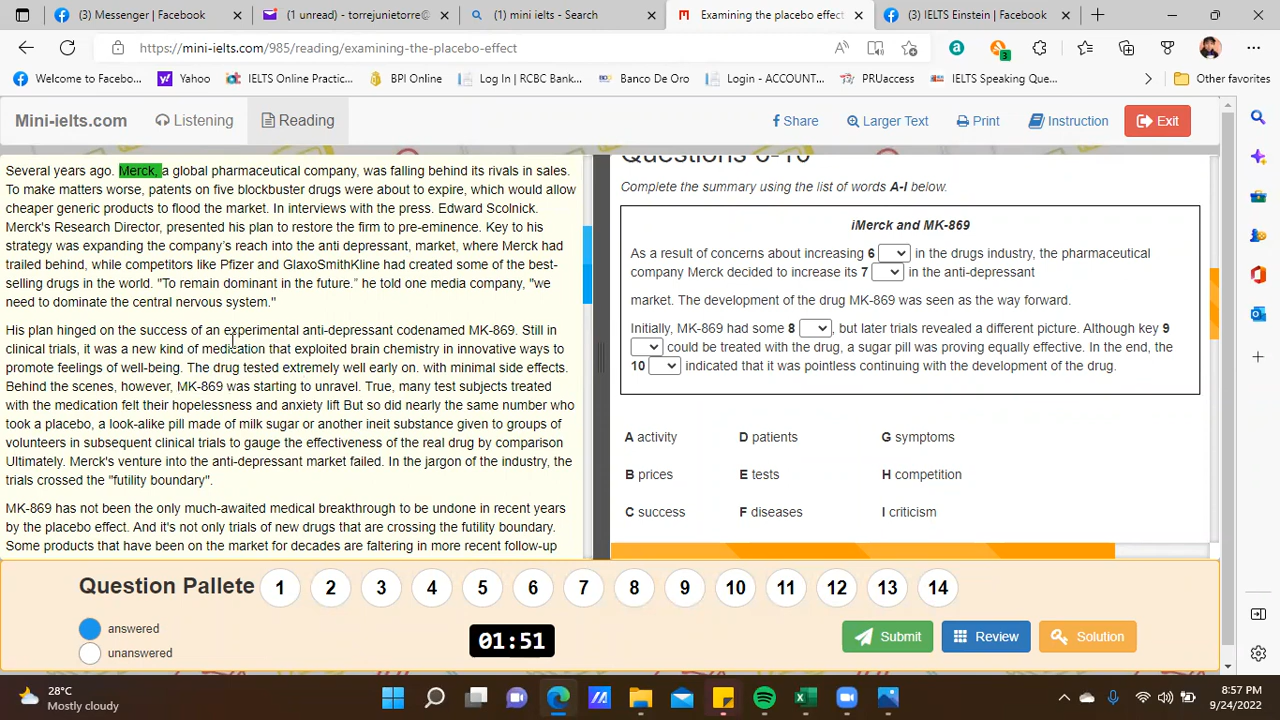 (3) Messenger | Facebook
(1 unread) - torrejunietorre@
(1) mini ielts - Search
Examining the placebo effect
(3) IELTS Einstein | Facebook
https://mini-ielts.com/985/reading/examining-the-placebo-effect
Welcome to Facebo...
Yahoo
IELTS Online Practic...
BPI Online
Log In | RCBC Bank...
Banco De Oro
Login - ACCOUNT...
PRUaccess
IELTS Speaking Que...
Other favorites
Mini-ielts.com
Listening
Reading
Share
Larger Text
Print
Instruction
Exit
Several years ago. Merck, a global pharmaceutical company, was falling behind its rivals in sales.
To make matters worse, patents on five blockbuster drugs were about to expire, which would allow
cheaper generic products to flood the market. In interviews with the press. Edward Scolnick.
Merck's Research Director, presented his plan to restore the firm to pre-eminence. Key to his
strategy was expanding the company's reach into the anti depressant, market, where Merck had
trailed behind, while competitors like Pfizer and GlaxoSmithKline had created some of the best-
selling drugs in the world. "To remain dominant in the future.” he told one media company, "we
need to dominate the central nervous system."
His plan hinged on the success of an experimental anti-depressant codenamed MK-869. Still in
clinical trials, it was a new kind of medication that exploited brain chemistry in innovative ways to
promote feelings of well-being. The drug tested extremely well early on. with minimal side effects.
Behind the scenes, however, MK-869 was starting to unravel. True, many test subjects treated
with the medication felt their hopelessness and anxiety lift But so did nearly the same number who
took a placebo, a look-alike pill made of milk sugar or another ineit substance given to groups of
volunteers in subsequent clinical trials to gauge the effectiveness of the real drug by comparison
Ultimately. Merck's venture into the anti-depressant market failed. In the jargon of the industry, the
trials crossed the "futility boundary".
MK-869 has not been the only much-awaited medical breakthrough to be undone in recent years
by the placebo effect. And it's not only trials of new drugs that are crossing the futility boundary.
Some products that have been on the market for decades are faltering in more recent follow-up
Questions 6-10
Complete the summary using the list of words A-I below.
iMerck and MK-869
As a result of concerns about increasing 6 in the drugs industry, the pharmaceutical
company Merck decided to increase its 7 in the anti-depressant
market. The development of the drug MK-869 was seen as the way forward.
Initially, MK-869 had some 8 , but later trials revealed a different picture. Although key 9
could be treated with the drug, a sugar pill was proving equally effective. In the end, the
10 indicated that it was pointless continuing with the development of the drug.
A activity D patients G symptoms
B prices E tests H competition
C success F diseases I criticism
Question Pallete 1 2 3 4 5 6 7 8 9 10 11 12 13 14
answered
unanswered
01:51
Submit
Review
Solution
28°C
Mostly cloudy
8:57 PM
9/24/2022